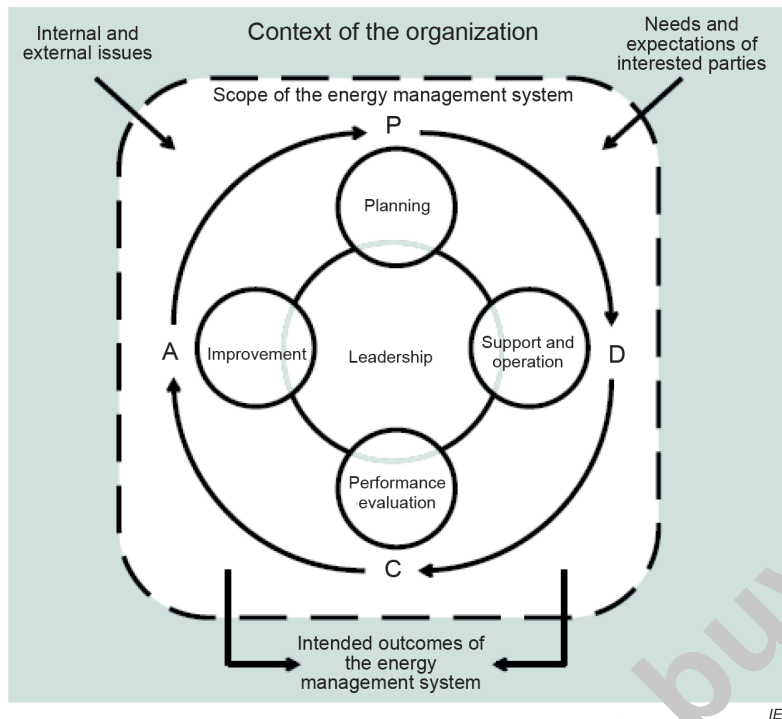 Context of the organization
Internal and
external issues
Needs and
expectations of
interested parties
Scope of the energy management system
P
Planning
A
Improvement
Leadership
Support and
operation
D
Performance
evaluation
C
Intended outcomes of
the energy
management system
buy